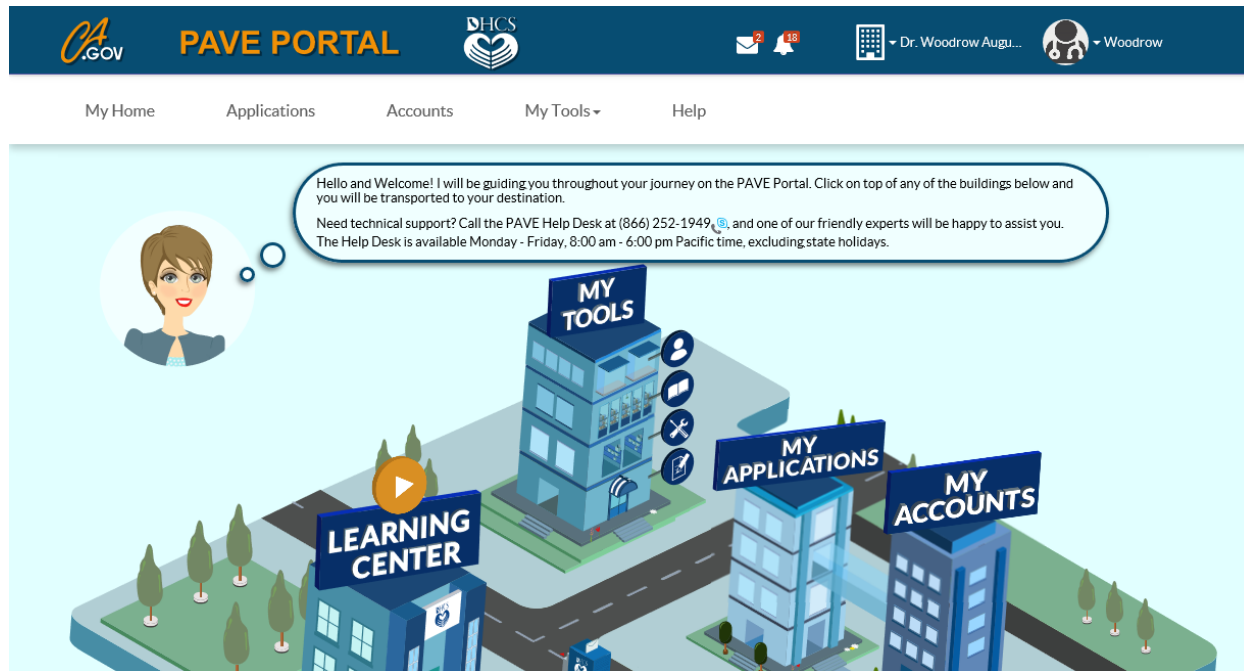 CA.GOV PAVE PORTAL DHCS 2 18 Dr. Woodrow Augu... Woodrow
My Home Applications Accounts My Tools Help
Hello and Welcome! I will be guiding you throughout your journey on the PAVE Portal. Click on top of any of the buildings below and
you will be transported to your destination.
Need technical support? Call the PAVE Help Desk at (866) 252-1949, and one of our friendly experts will be happy to assist you.
The Help Desk is available Monday - Friday, 8:00 am - 6:00 pm Pacific time, excluding state holidays.
MY
TOOLS
MY
APPLICATIONS
MY
ACCOUNTS
LEARNING
CENTER
DHCS